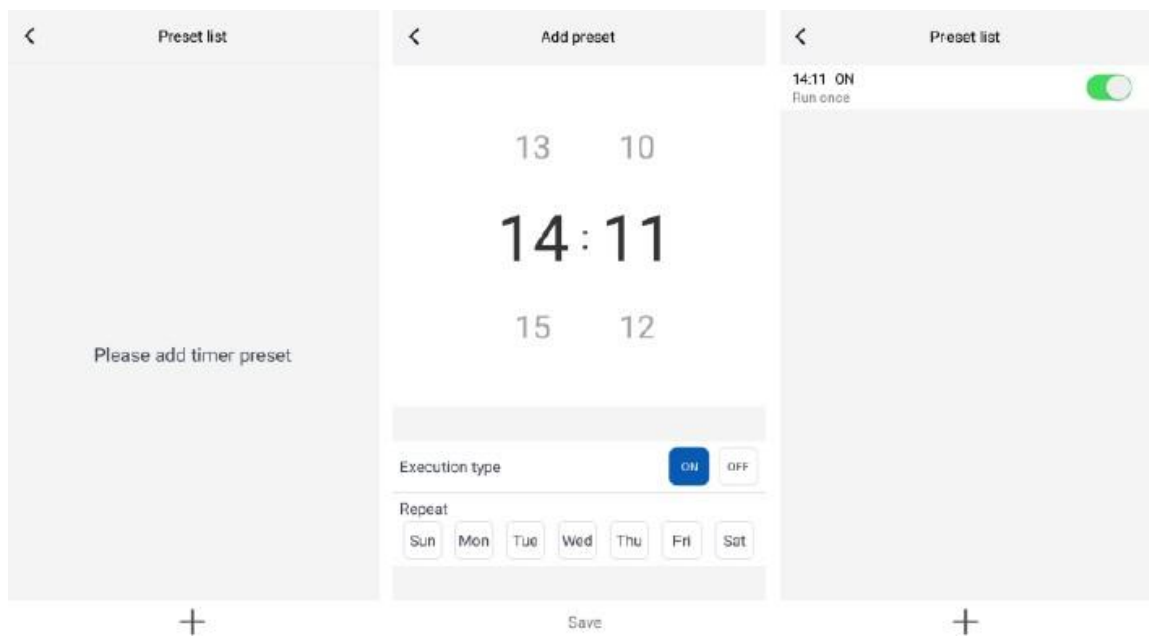 Preset list
Please add timer preset
+
Add preset
13 10
14 : 11
15 12
Execution type ON OFF
Repeat
Sun Mon Tue Wed Thu Fri Sat
Save
Preset list
14:11 ON
Run once
+